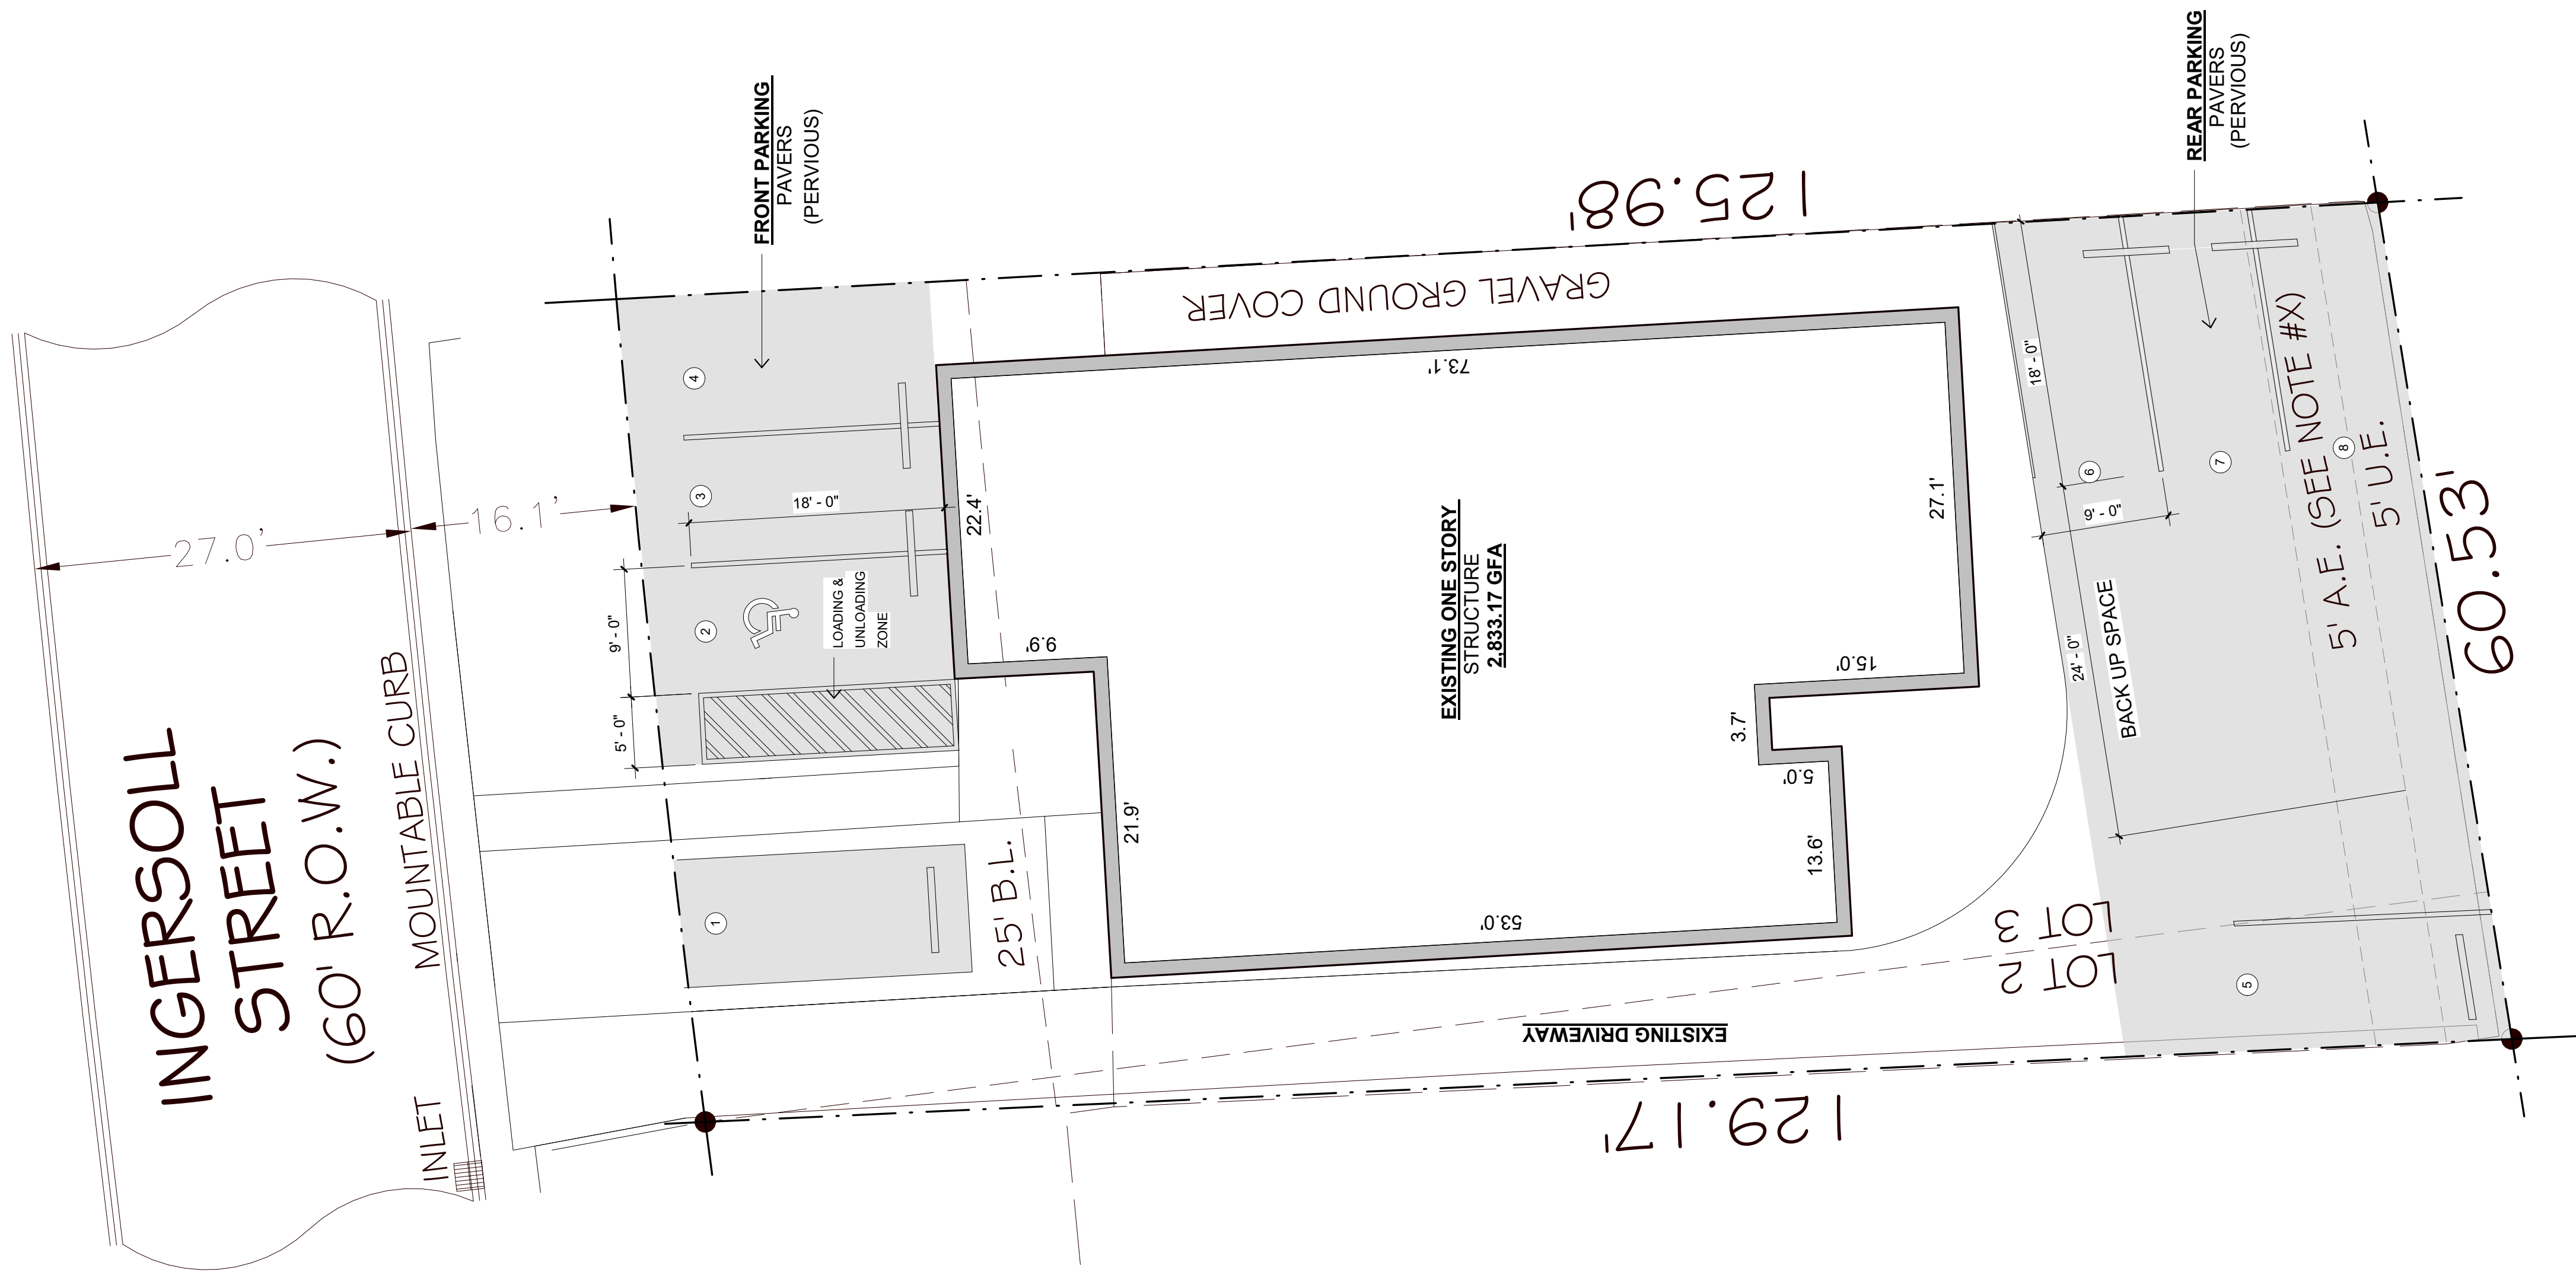 INGERSOLL
STREET
(60' R.O.W.)
MOUNTABLE CURB
INLET
27.0'
16.1'
FRONT PARKING
PAVERS
(PERVIOUS)
4
3
2
1
18' - 0"
9' - 0"
5' - 0"
LOADING &
UNLOADING
ZONE
25' B.L.
22.4'
9.9'
21.9'
53.0'
13.6'
5.0'
3.7'
15.0'
27.1'
73.1'
EXISTING ONE STORY
STRUCTURE
2,833.17 GFA
GRAVEL GROUND COVER
125.98'
REAR PARKING
PAVERS
(PERVIOUS)
18' - 0"
6
7
8
9' - 0"
24' - 0"
BACK UP SPACE
5' A.E. (SEE NOTE #X)
5' U.E.
60.53'
LOT 3
LOT 2
5
EXISTING DRIVEWAY
129.17'